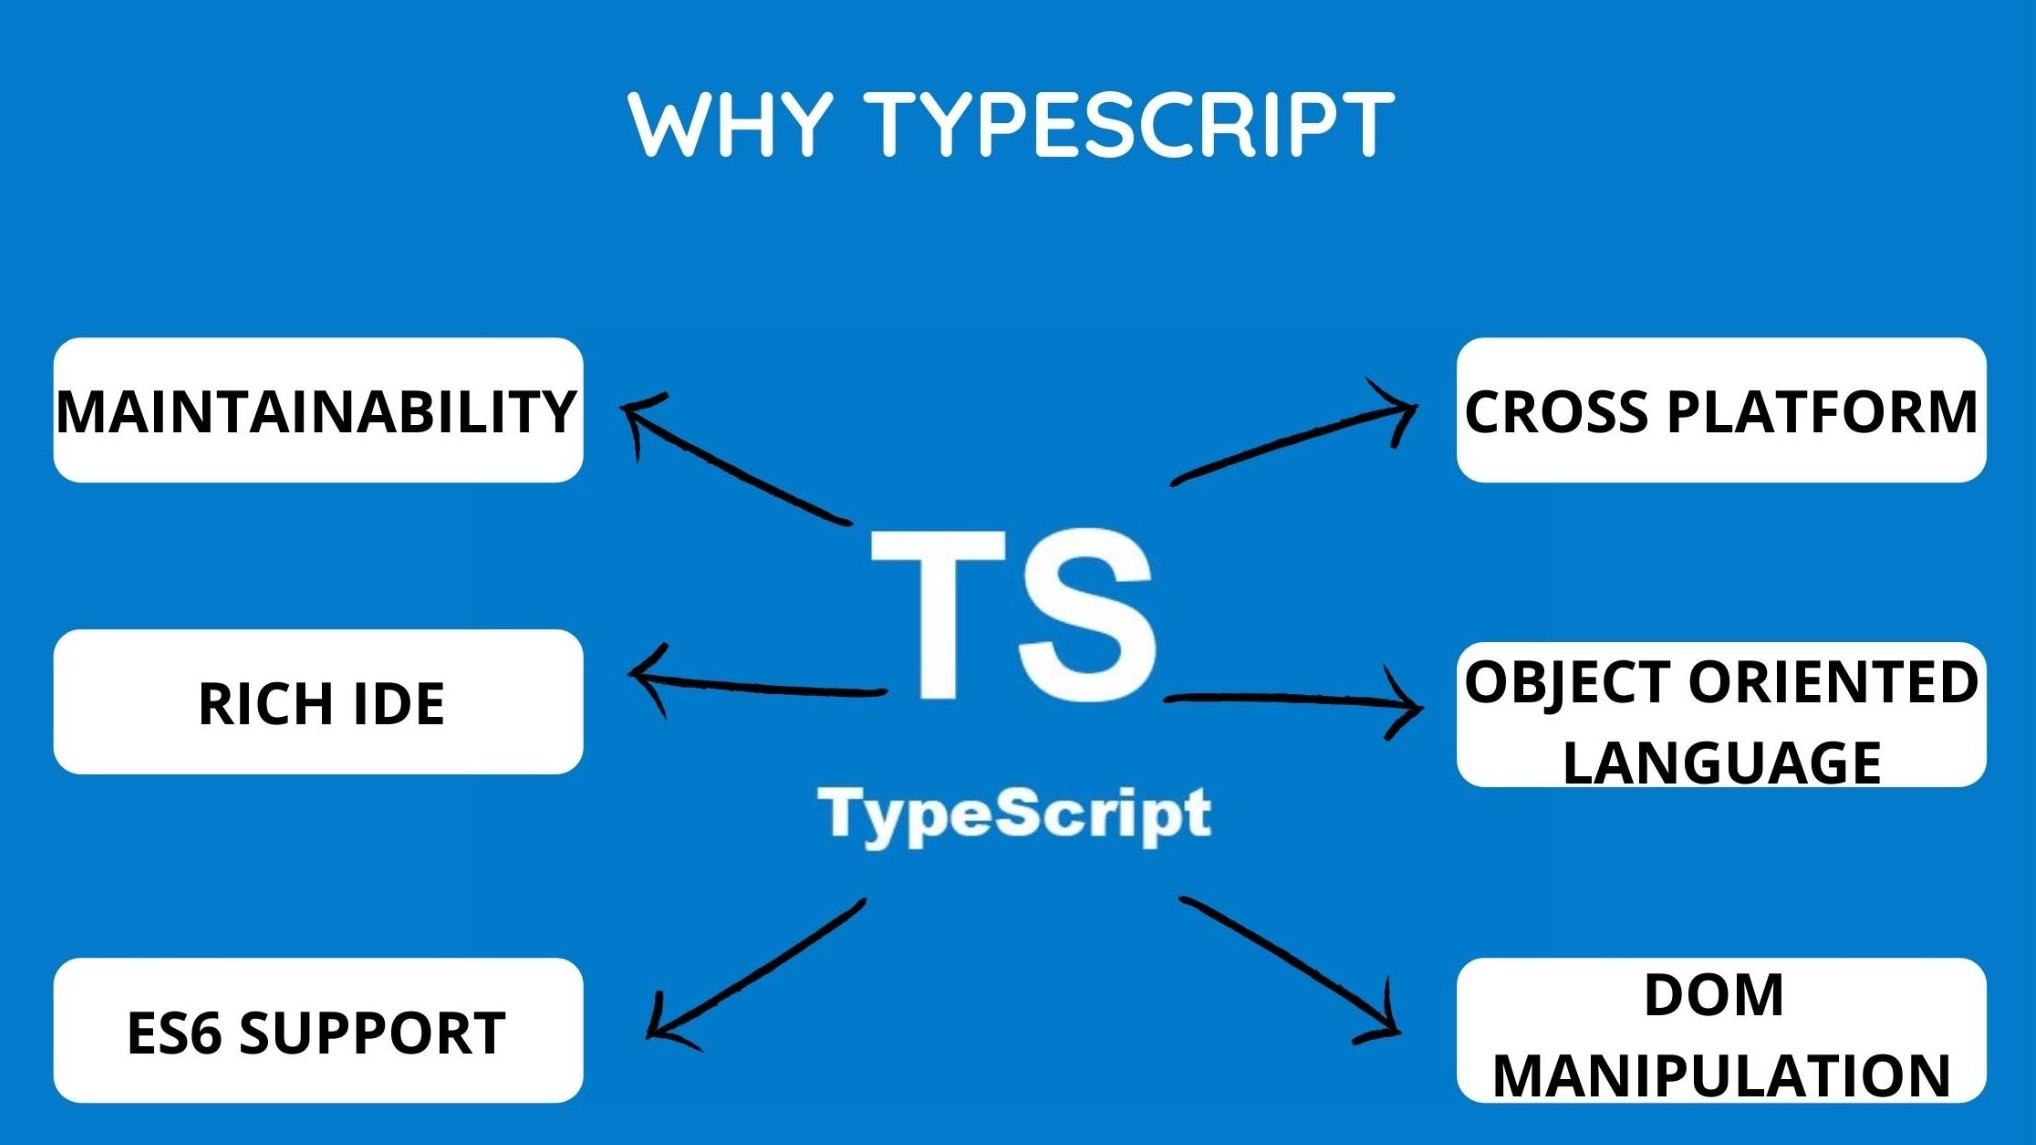 WHY TYPESCRIPT
MAINTAINABILITY
CROSS PLATFORM
TS
RICH IDE
OBJECT ORIENTED
LANGUAGE
TypeScript
ES6 SUPPORT
DOM
MANIPULATION